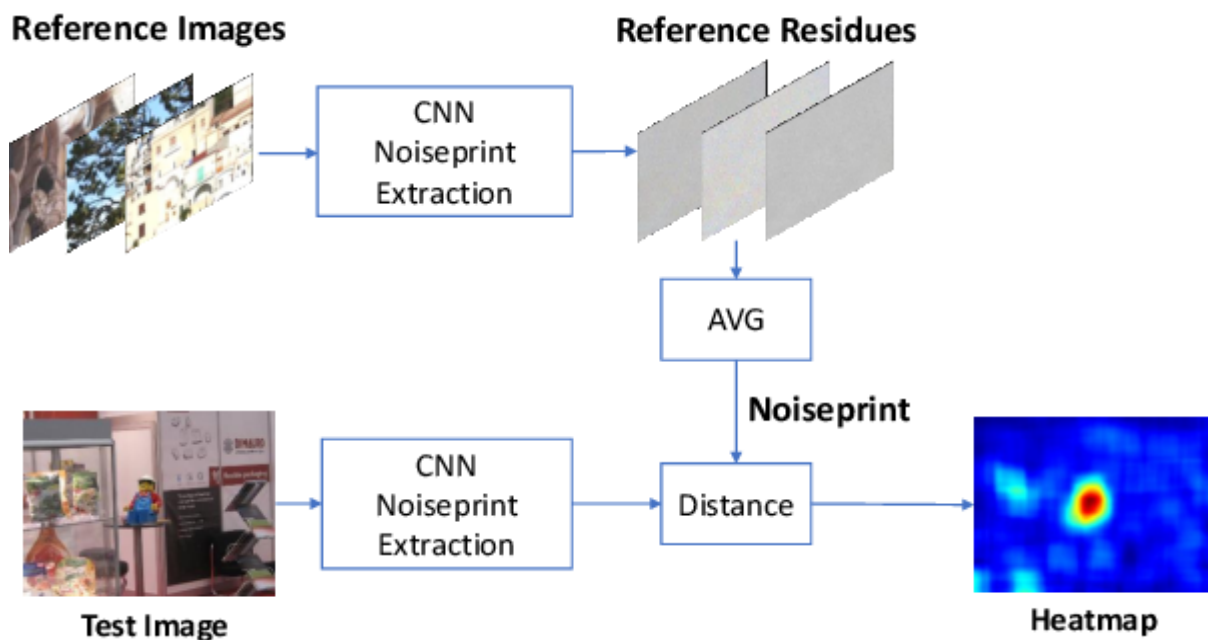 Reference Images
Reference Residues
CNN
Noiseprint
Extraction
AVG
Noiseprint
CNN
Noiseprint
Extraction
Distance
Test Image
Heatmap